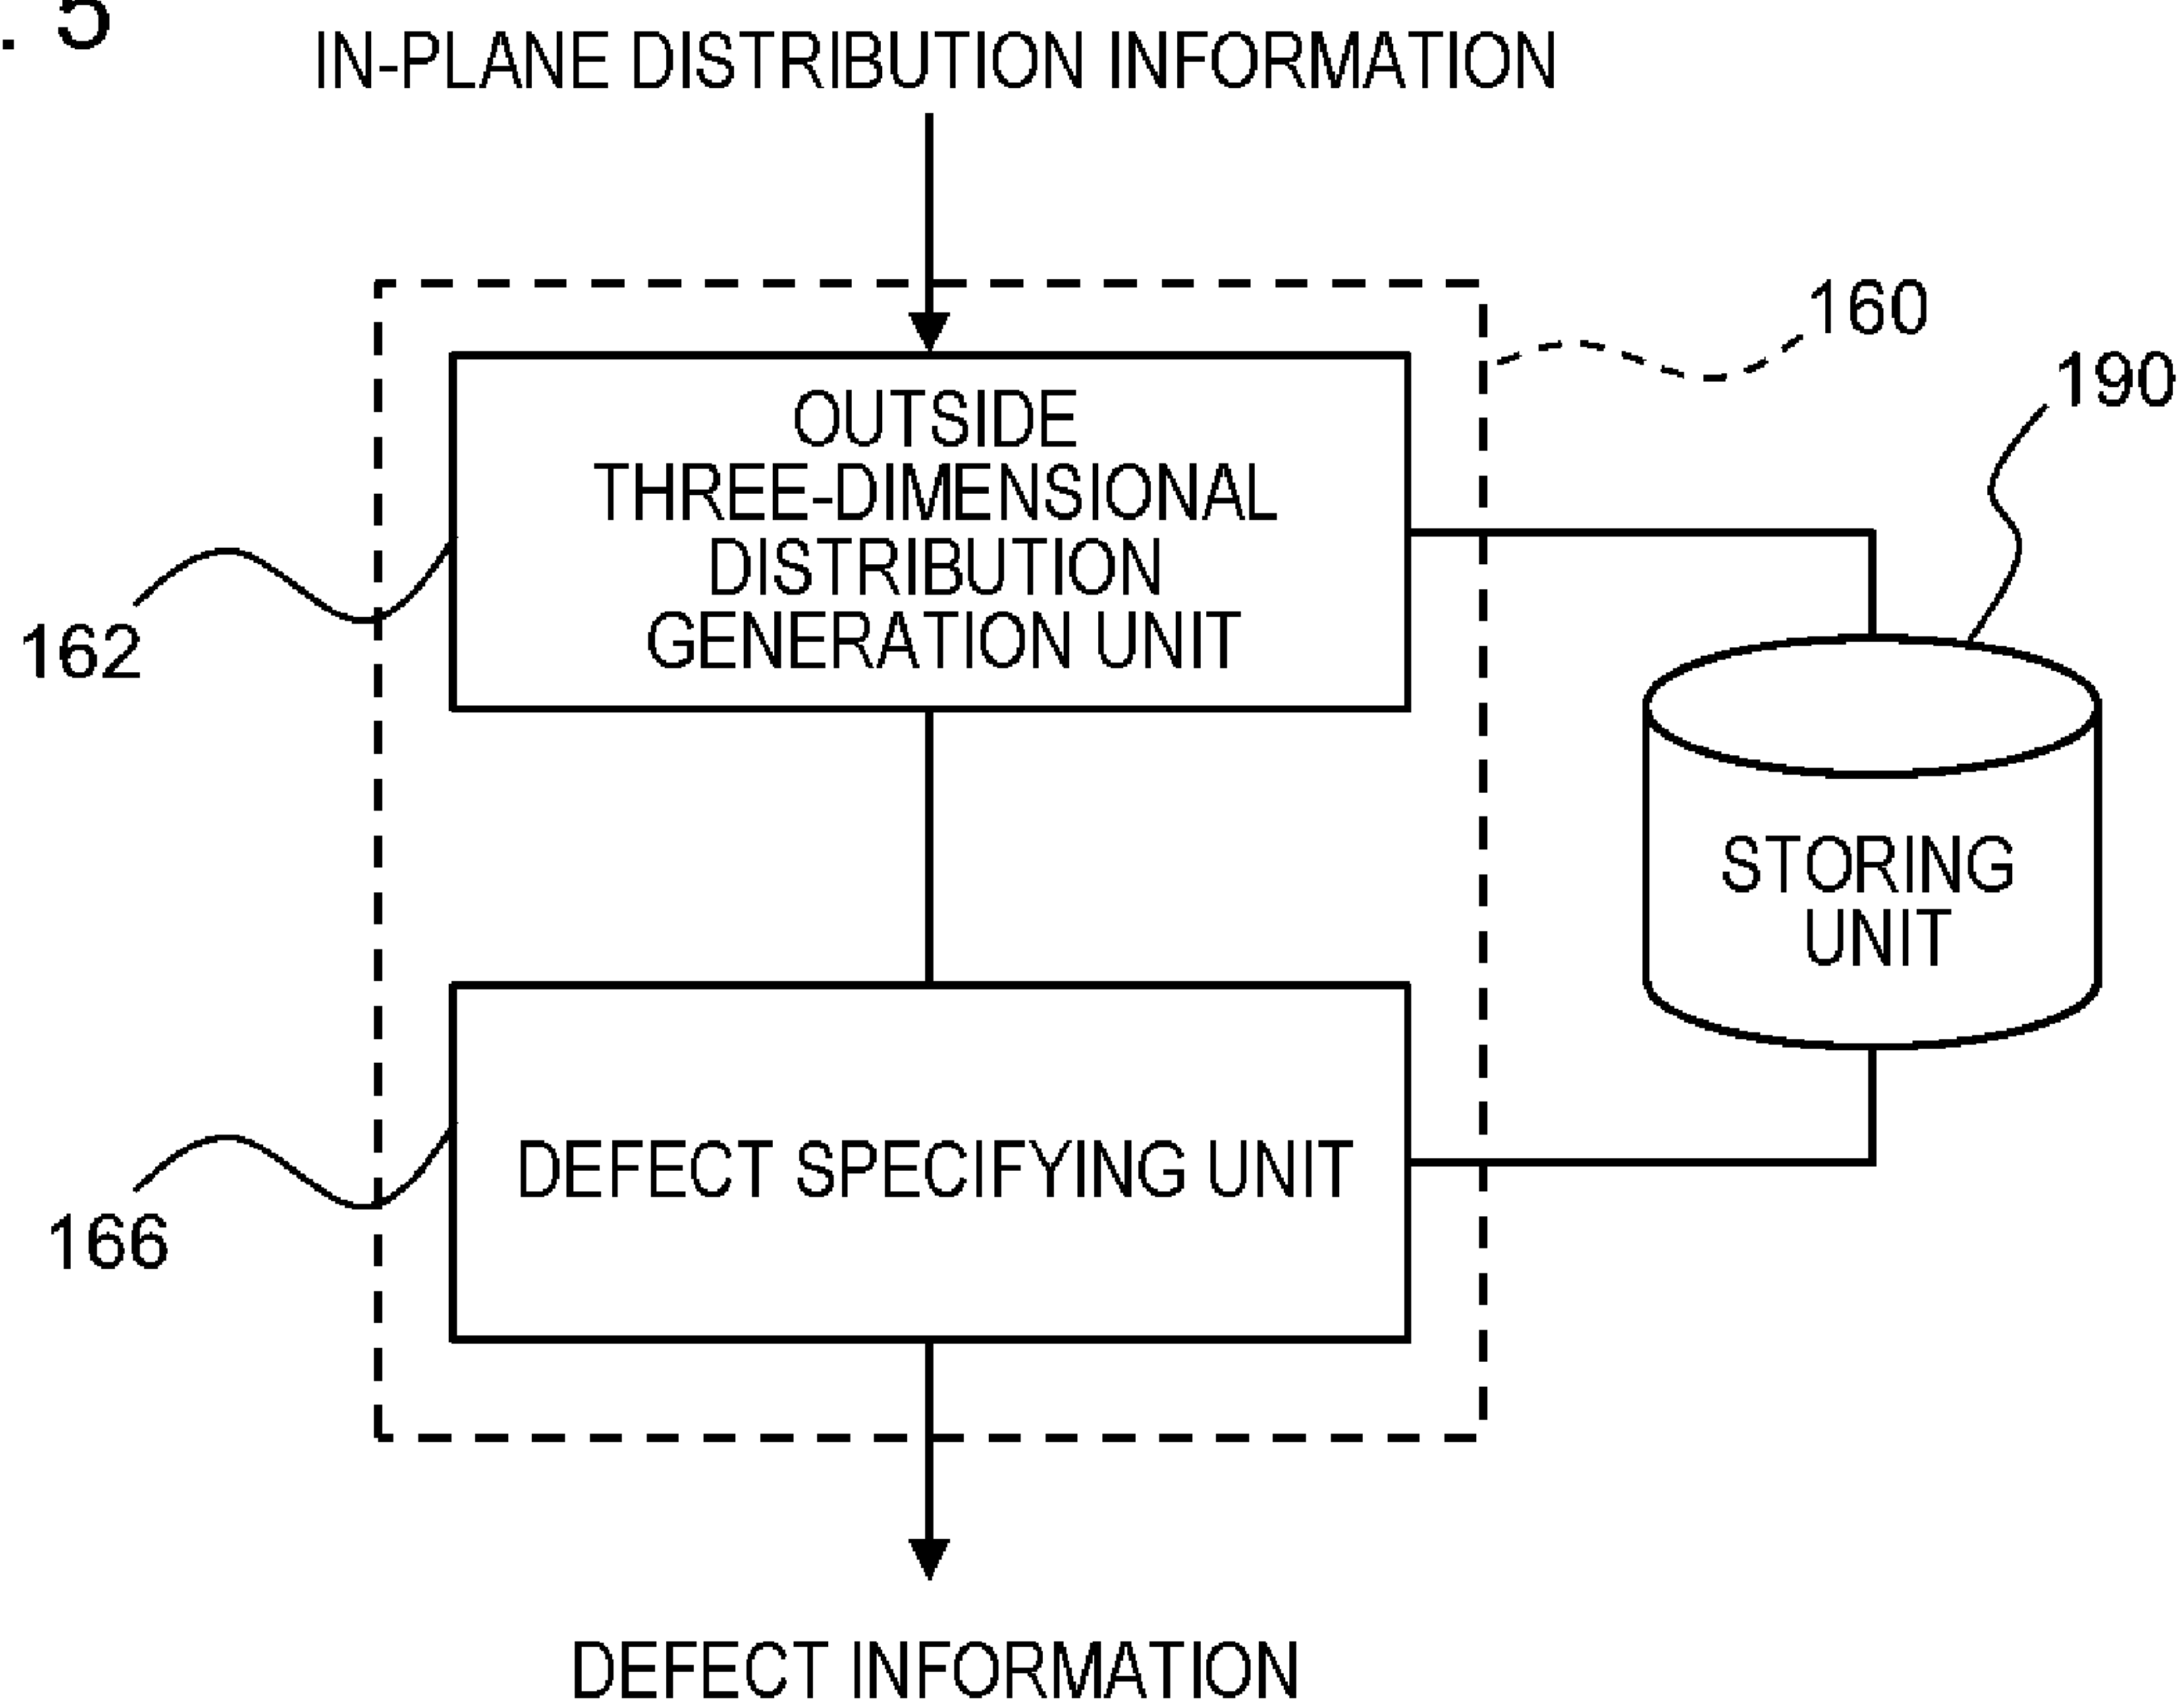 . 5
IN-PLANE DISTRIBUTION INFORMATION
160
190
OUTSIDE
THREE-DIMENSIONAL
DISTRIBUTION
GENERATION UNIT
162
STORING
UNIT
DEFECT SPECIFYING UNIT
166
DEFECT INFORMATION